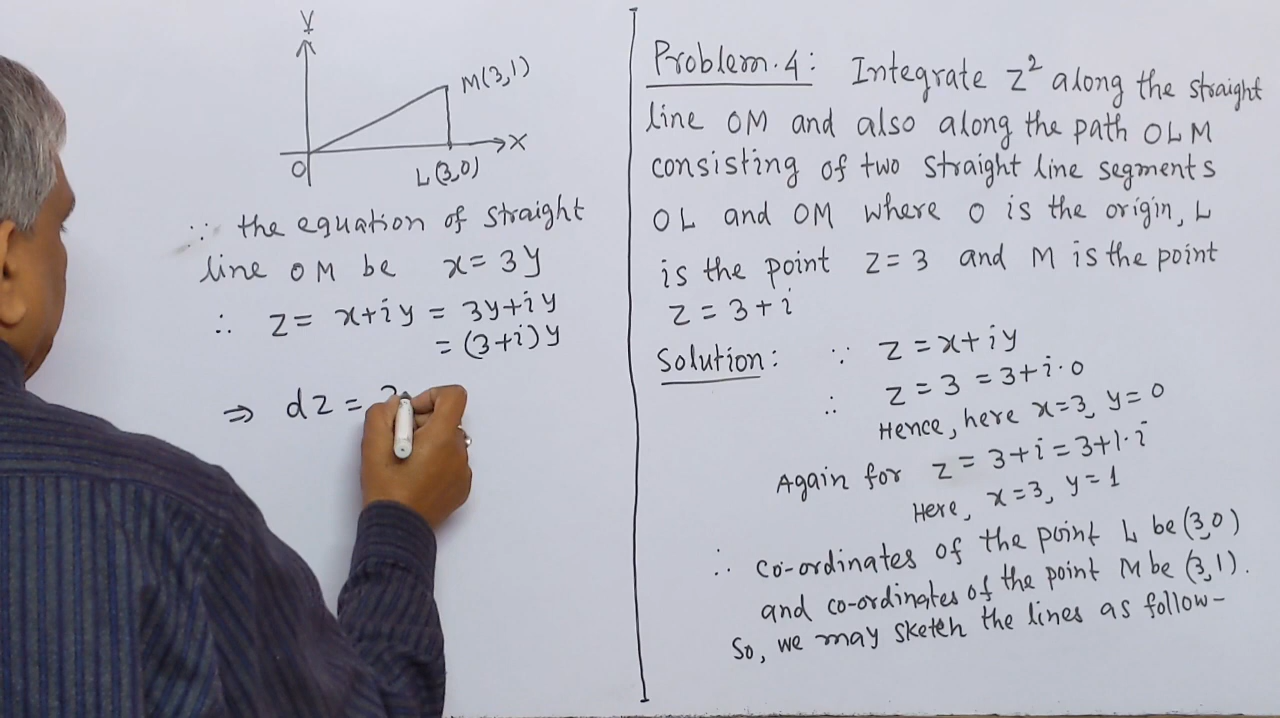 Y
M(3,1)
X
O
L(3,0)
∵ the equation of straight
line OM be x = 3y
∴ z = x+iy = 3y+iy
= (3+i)y
⇒ dz =
Problem.4: Integrate z² along the straight
line OM and also along the path OLM
consisting of two straight line segments
OL and OM where O is the origin, L
is the point z = 3 and M is the point
z = 3+i
Solution: ∵ z = x+iy
∴ z = 3 = 3+i·0
Hence, here x=3, y=0
Again for z = 3+i = 3+1·i
Here, x=3, y=1
∴ co-ordinates of the point L be (3,0)
and co-ordinates of the point M be (3,1).
So, we may sketch the lines as follow-